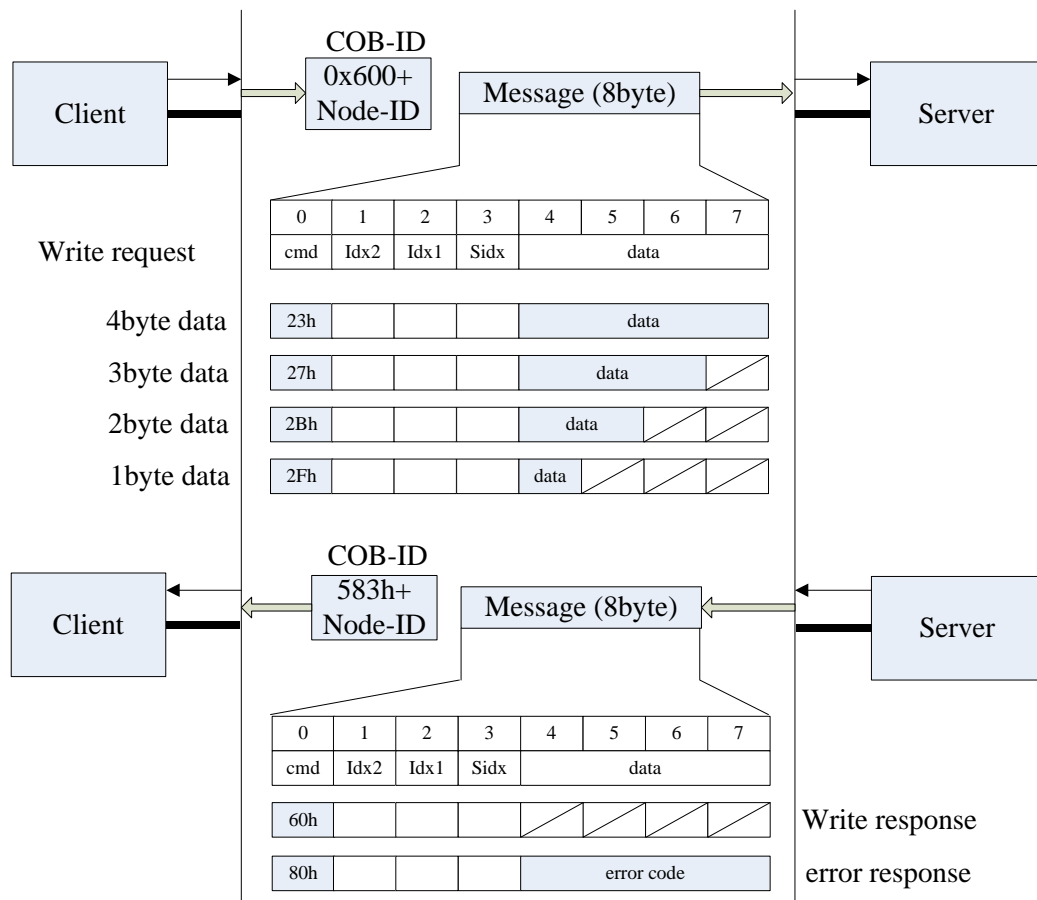 COB-ID
Client
0x600+
Node-ID
Message (8byte)
Server
0 1 2 3 4 5 6 7
Write request
cmd Idx2 Idx1 Sidx data
4byte data 23h data
3byte data 27h data
2byte data 2Bh data
1byte data 2Fh data
COB-ID
Client
583h+
Node-ID
Message (8byte)
Server
0 1 2 3 4 5 6 7
cmd Idx2 Idx1 Sidx data
60h Write response
80h error code error response